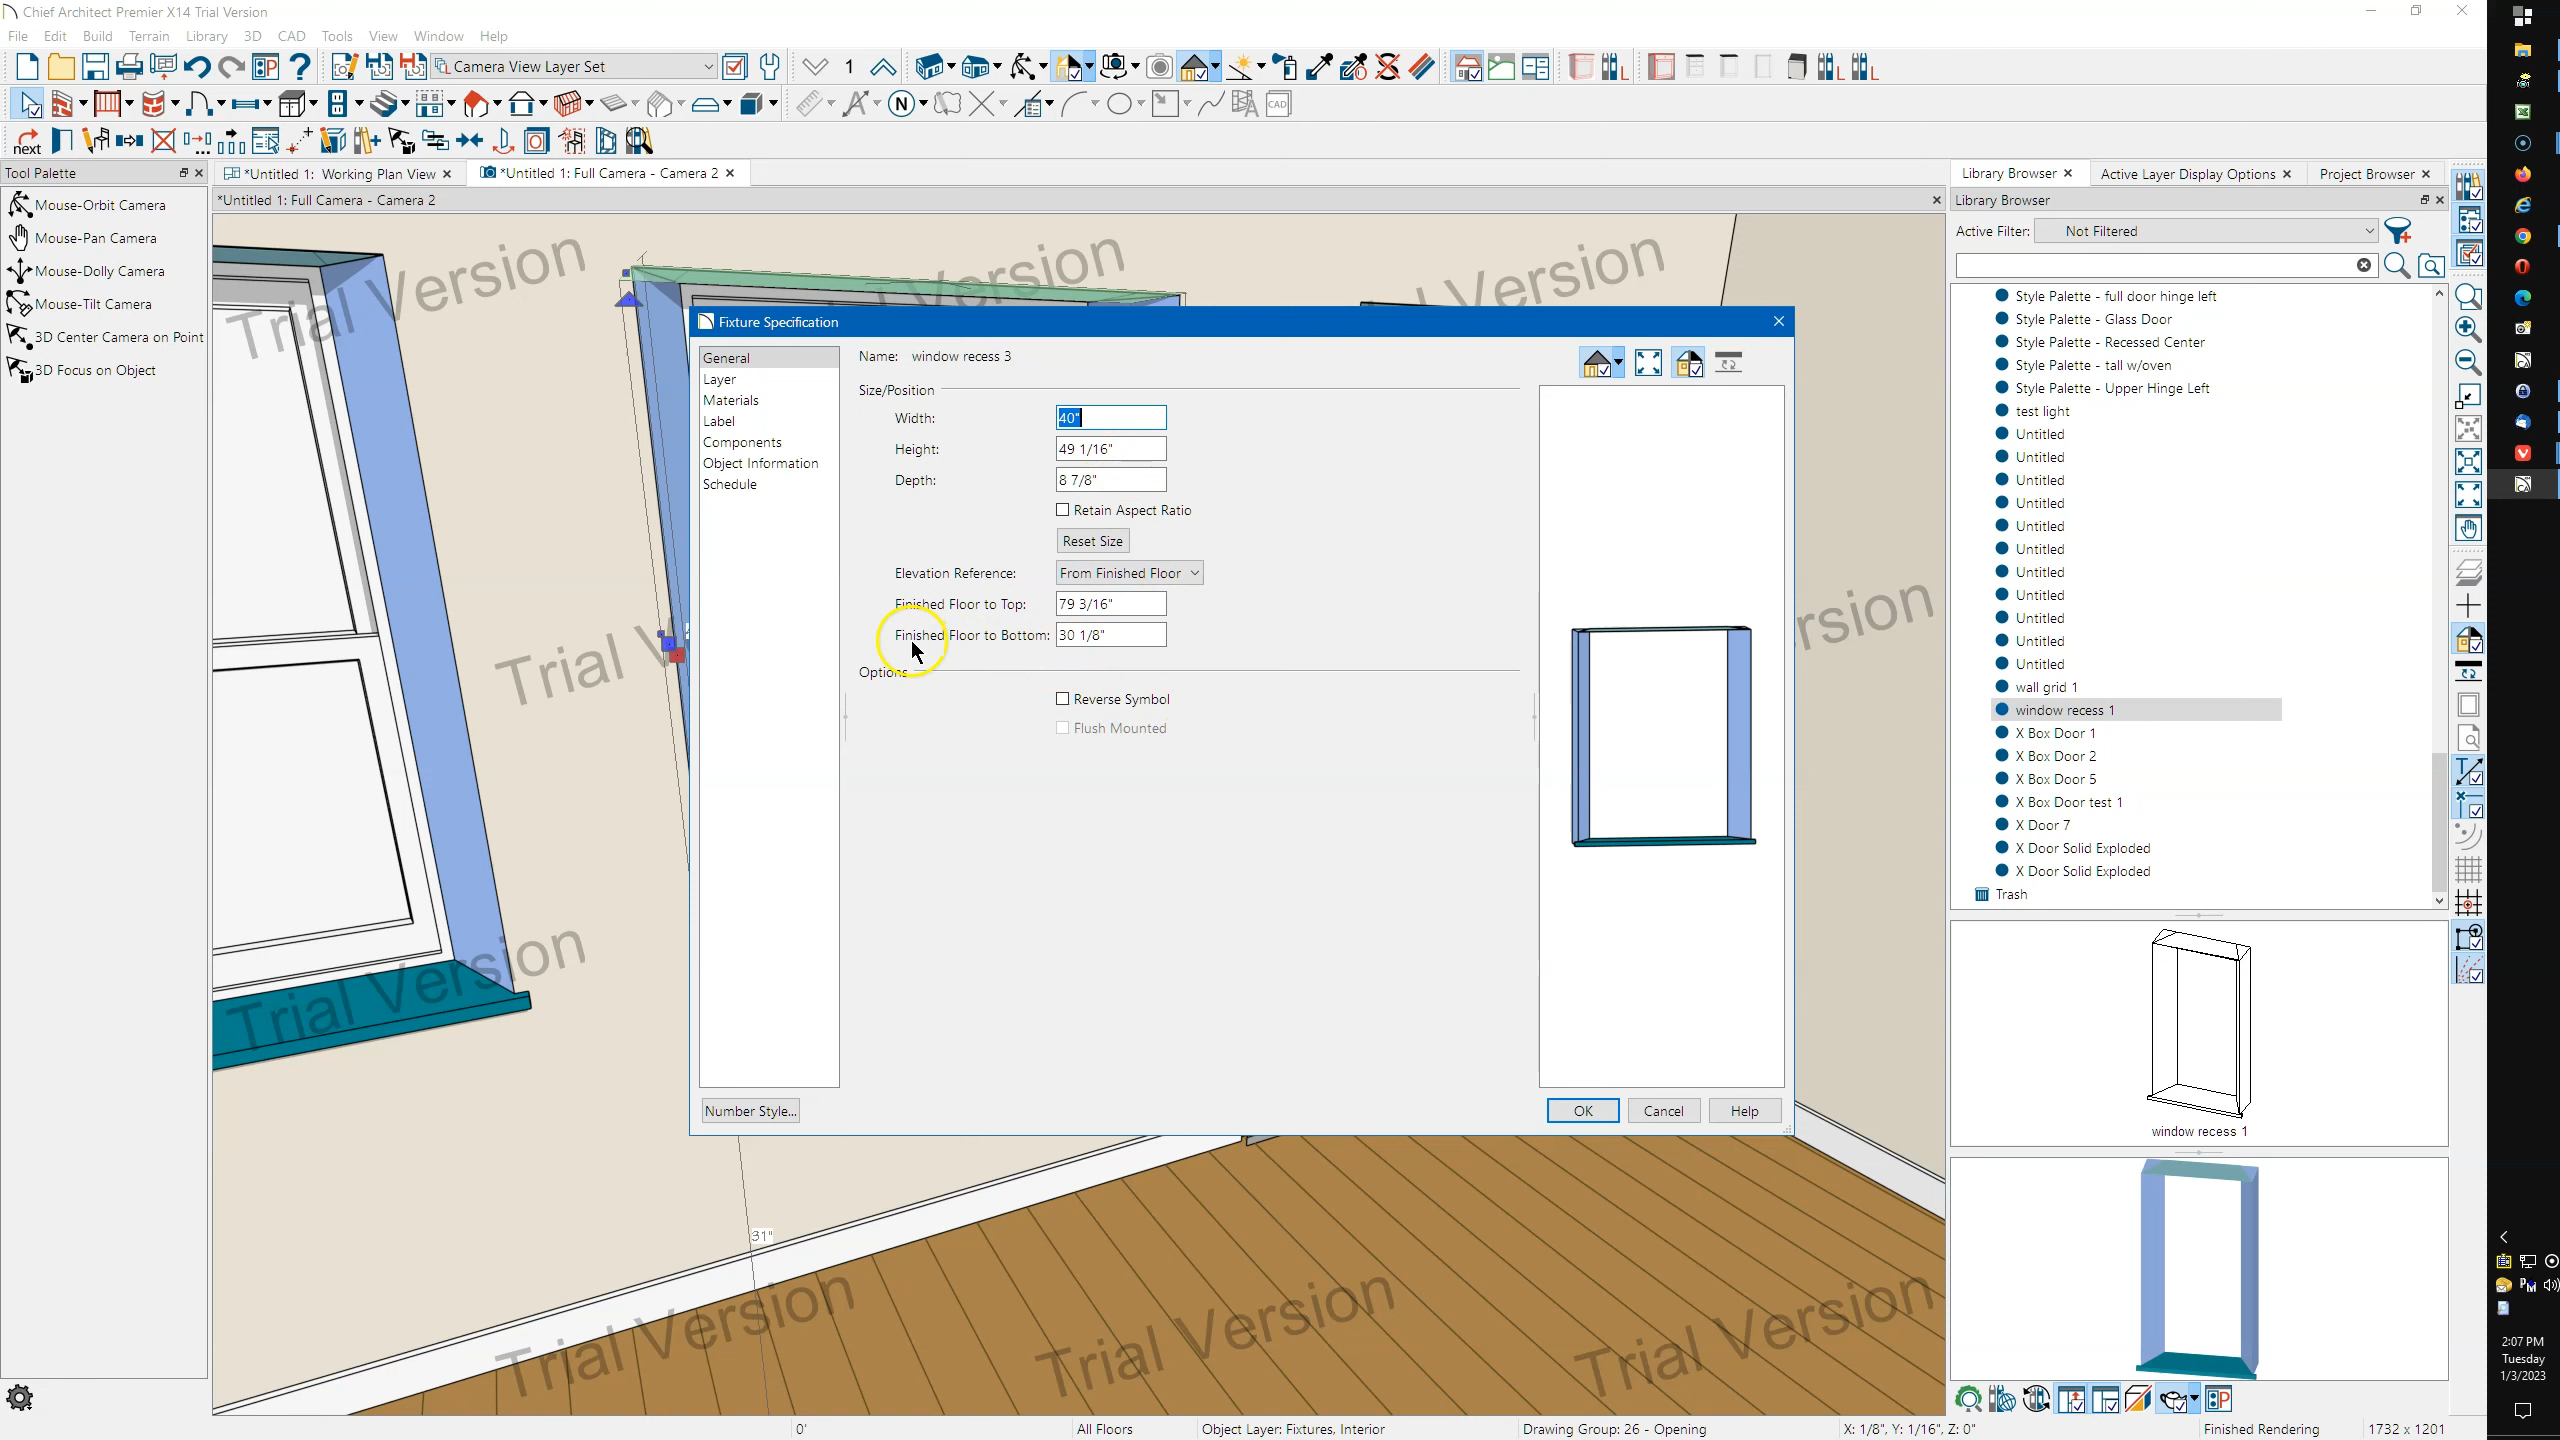 Chief Architect Premier X14 Trial Version
File Edit Build Terrain Library 3D CAD Tools View Window Help
Camera View Layer Set
1
N
CAD
next
Tool Palette
*Untitled 1: Working Plan View
*Untitled 1: Full Camera - Camera 2
Library Browser
Active Layer Display Options
Project Browser
*Untitled 1: Full Camera - Camera 2
Library Browser
Mouse-Orbit Camera
Mouse-Pan Camera
Mouse-Dolly Camera
Mouse-Tilt Camera
3D Center Camera on Point
3D Focus on Object
Active Filter: Not Filtered
Style Palette - full door hinge left
Style Palette - Glass Door
Style Palette - Recessed Center
Style Palette - tall w/oven
Style Palette - Upper Hinge Left
test light
Untitled
Untitled
Untitled
Untitled
Untitled
Untitled
Untitled
Untitled
Untitled
Untitled
Untitled
wall grid 1
window recess 1
X Box Door 1
X Box Door 2
X Box Door 5
X Box Door test 1
X Door 7
X Door Solid Exploded
X Door Solid Exploded
Trash
window recess 1
Trial Version
Trial Version
Trial Version
Fixture Specification
General
Layer
Materials
Label
Components
Object Information
Schedule
Name: window recess 3
Size/Position
Width: 40"
Height: 49 1/16"
Depth: 8 7/8"
Retain Aspect Ratio
Reset Size
Elevation Reference: From Finished Floor
Finished Floor to Top: 79 3/16"
Finished Floor to Bottom: 30 1/8"
Options
Reverse Symbol
Flush Mounted
Number Style...
OK
Cancel
Help
Trial V
rsion
Trial Version
31"
Trial Version
Trial Version
Trial Version
0'
All Floors
Object Layer: Fixtures, Interior
Drawing Group: 26 - Opening
X: 1/8", Y: 1/16", Z: 0"
Finished Rendering
1732 x 1201
2:07 PM
Tuesday
1/3/2023